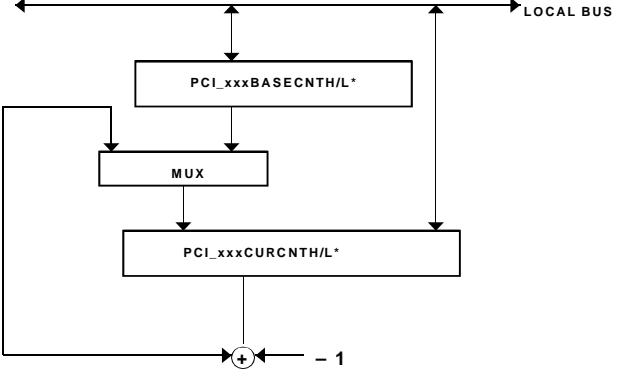 LOCAL BUS
PCI_xxxBASECNTH/L*
MUX
PCI_xxxCURCNTH/L*
+
– 1